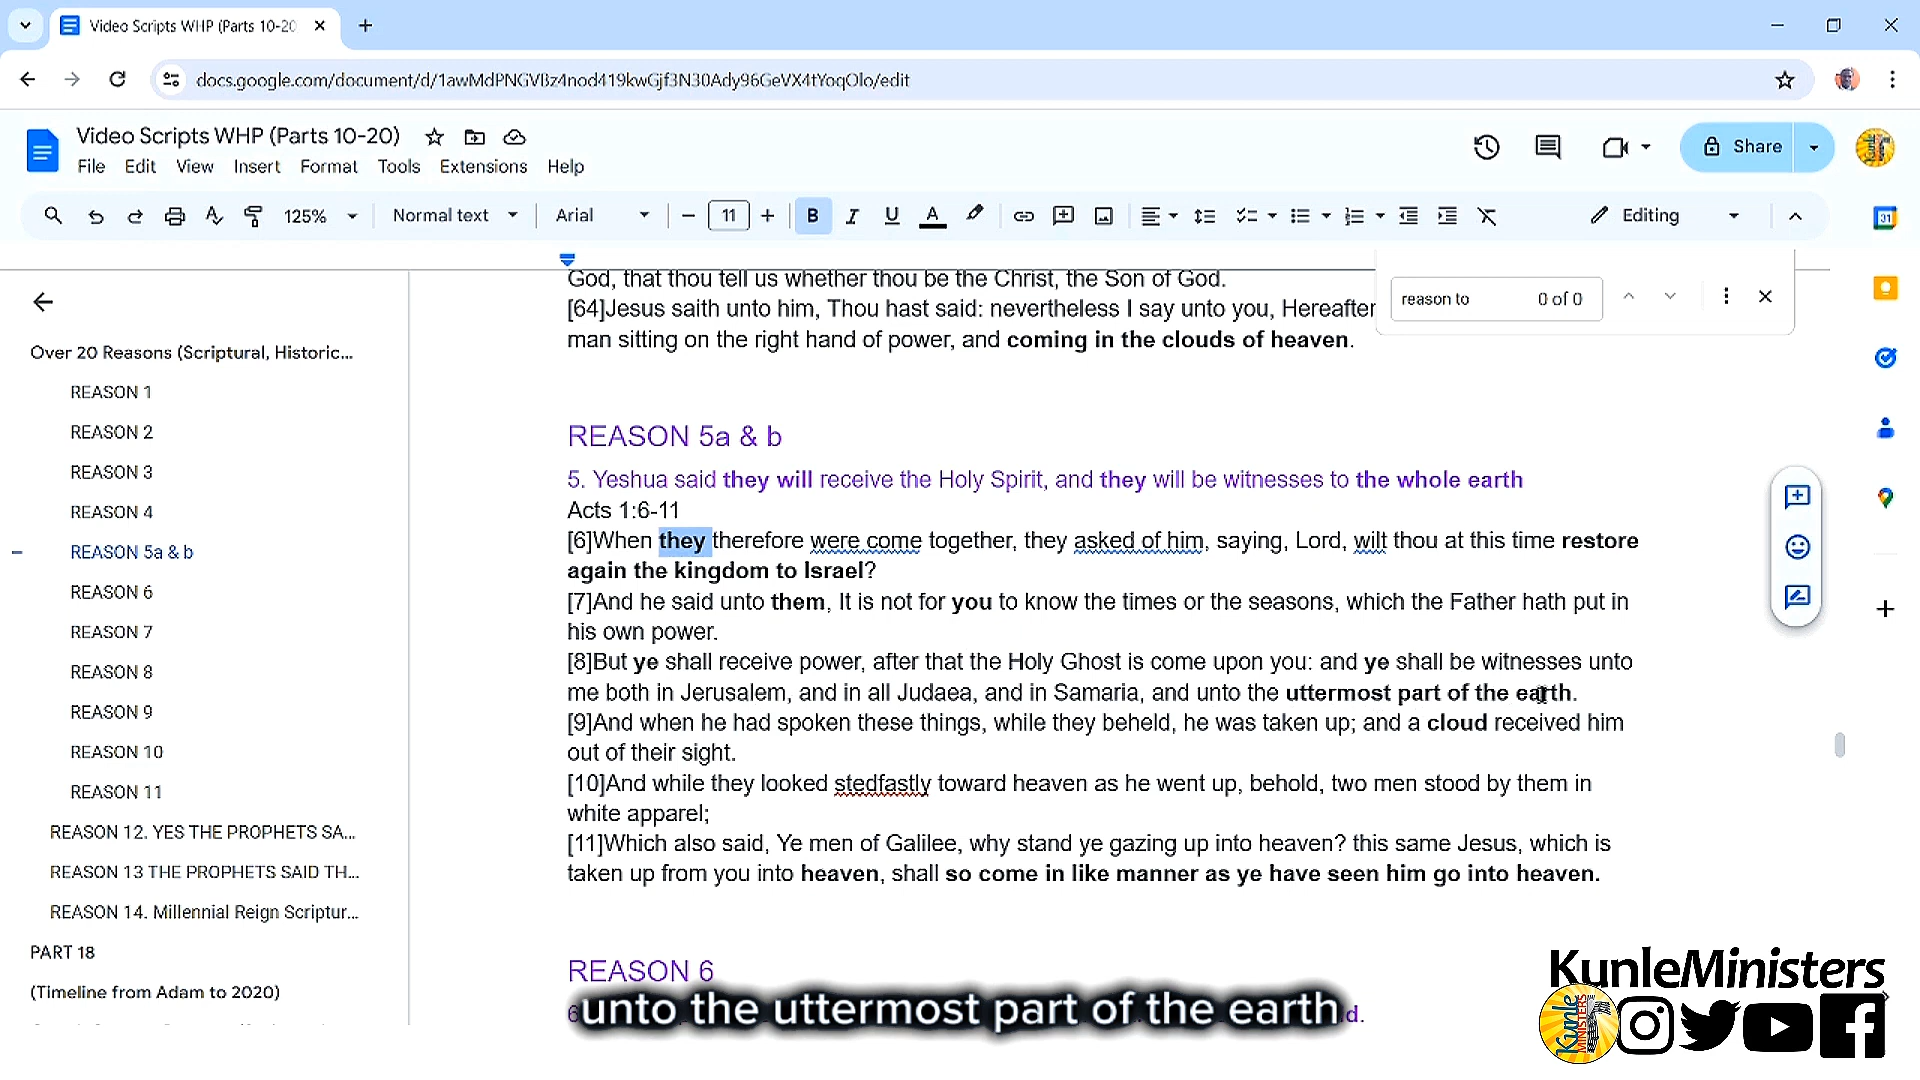 Video Scripts WHP (Parts 10-20
docs.google.com/document/d/1awMdPNGVBz4nod419kwGjf3N30Ady96GeVX4tYoqOlo/edit
Video Scripts WHP (Parts 10-20)
Share
File Edit View Insert Format Tools Extensions Help
125% Normal text Arial 11 B I U A Editing
31
reason to 0 of 0
Over 20 Reasons (Scriptural, Historic...
REASON 1
REASON 2
REASON 3
REASON 4
REASON 5a & b
REASON 6
REASON 7
REASON 8
REASON 9
REASON 10
REASON 11
REASON 12. YES THE PROPHETS SA...
REASON 13 THE PROPHETS SAID TH...
REASON 14. Millennial Reign Scriptur...
PART 18
(Timeline from Adam to 2020)
God, that thou tell us whether thou be the Christ, the Son of God.
[64]Jesus saith unto him, Thou hast said: nevertheless I say unto you, Hereafter
man sitting on the right hand of power, and coming in the clouds of heaven.
REASON 5a & b
5. Yeshua said they will receive the Holy Spirit, and they will be witnesses to the whole earth
Acts 1:6-11
[6]When they therefore were come together, they asked of him, saying, Lord, wilt thou at this time restore
again the kingdom to Israel?
[7]And he said unto them, It is not for you to know the times or the seasons, which the Father hath put in
his own power.
[8]But ye shall receive power, after that the Holy Ghost is come upon you: and ye shall be witnesses unto
me both in Jerusalem, and in all Judaea, and in Samaria, and unto the uttermost part of the earth.
[9]And when he had spoken these things, while they beheld, he was taken up; and a cloud received him
out of their sight.
[10]And while they looked stedfastly toward heaven as he went up, behold, two men stood by them in
white apparel;
[11]Which also said, Ye men of Galilee, why stand ye gazing up into heaven? this same Jesus, which is
taken up from you into heaven, shall so come in like manner as ye have seen him go into heaven.
REASON 6
unto the uttermost part of the earth
KunleMinisters
Kunle
MINISTERS